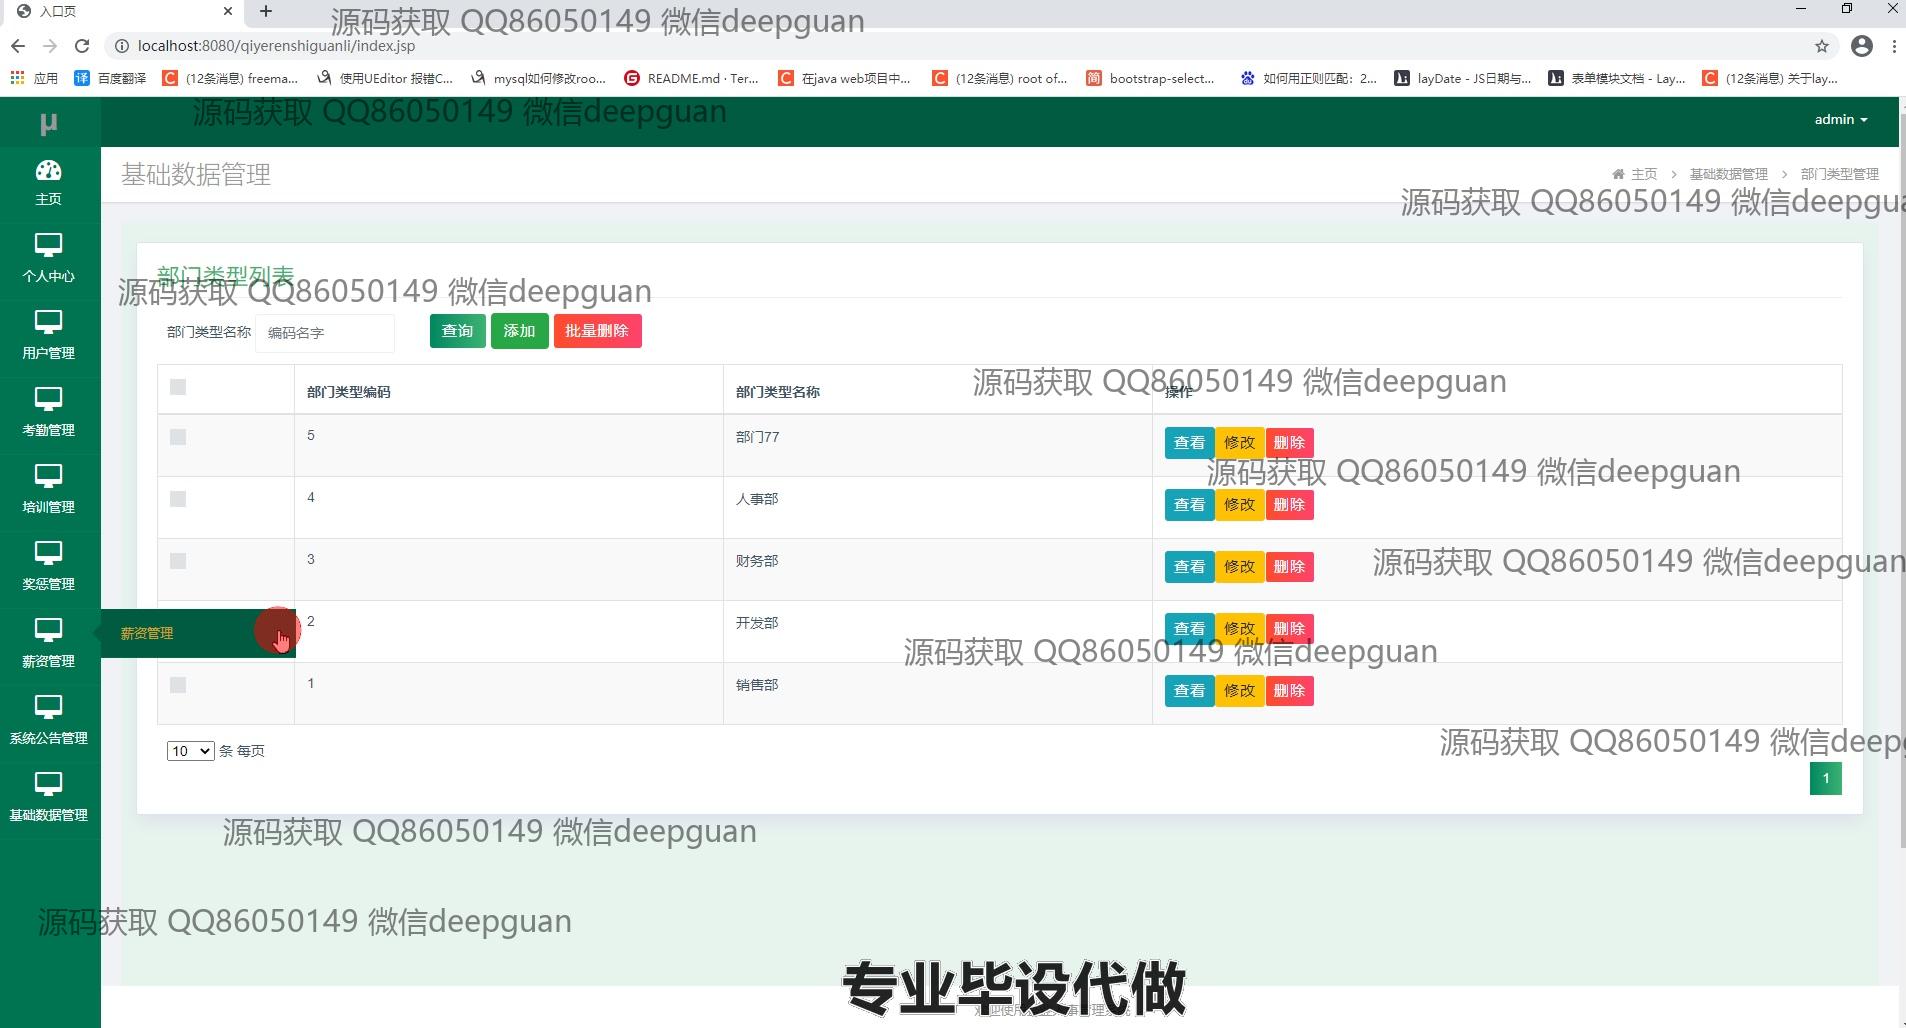 入口页
源码获取 QQ86050149 微信deepguan
localhost:8080/qiyerenshiguanli/index.jsp
应用
百度翻译
(12条消息) freema...
使用UEditor 报错C...
mysql如何修改roo...
README.md · Ter...
在java web项目中...
(12条消息) root of...
bootstrap-select...
如何用正则匹配：2...
layDate - JS日期与...
表单模块文档 - Lay...
(12条消息) 关于lay...
源码获取 QQ86050149 微信deepguan
μ
admin
主页
基础数据管理
主页 > 基础数据管理 > 部门类型管理
源码获取 QQ86050149 微信deepgua
个人中心
部门类型列表
源码获取 QQ86050149 微信deepguan
用户管理
部门类型名称 编码名字 查询 添加 批量删除
源码获取 QQ86050149 微信deepguan
部门类型编码 部门类型名称 操作
考勤管理
5 部门77 查看 修改 删除
源码获取 QQ86050149 微信deepguan
培训管理
4 人事部 查看 修改 删除
3 财务部 查看 修改 删除
源码获取 QQ86050149 微信deepguan
奖惩管理
薪资管理
2 开发部 查看 修改 删除
源码获取 QQ86050149 微信deepguan
薪资管理
1 销售部 查看 修改 删除
系统公告管理
10 条 每页
源码获取 QQ86050149 微信deepg
1
基础数据管理
源码获取 QQ86050149 微信deepguan
源码获取 QQ86050149 微信deepguan
专业毕设代做